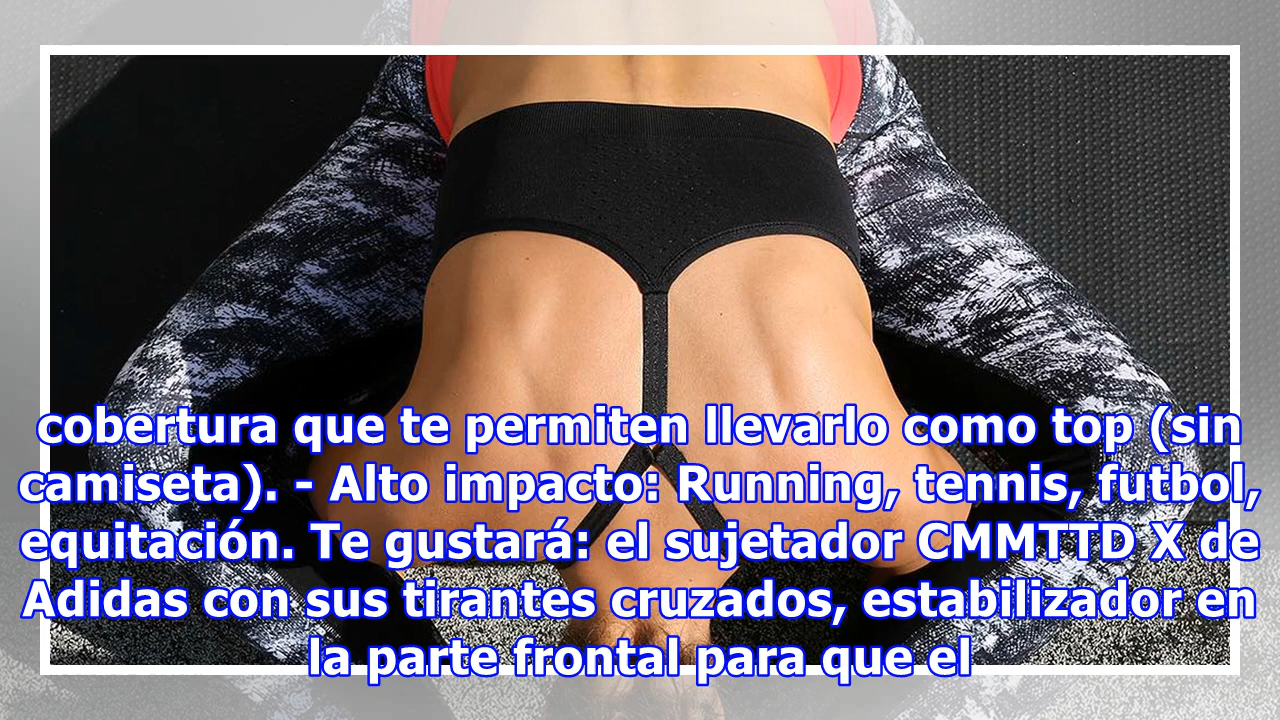 cobertura que te permiten llevarlo como top (sin
camiseta). - Alto impacto: Running, tennis, futbol,
equitación. Te gustará: el sujetador CMMTTD X de
Adidas con sus tirantes cruzados, estabilizador en
la parte frontal para que el